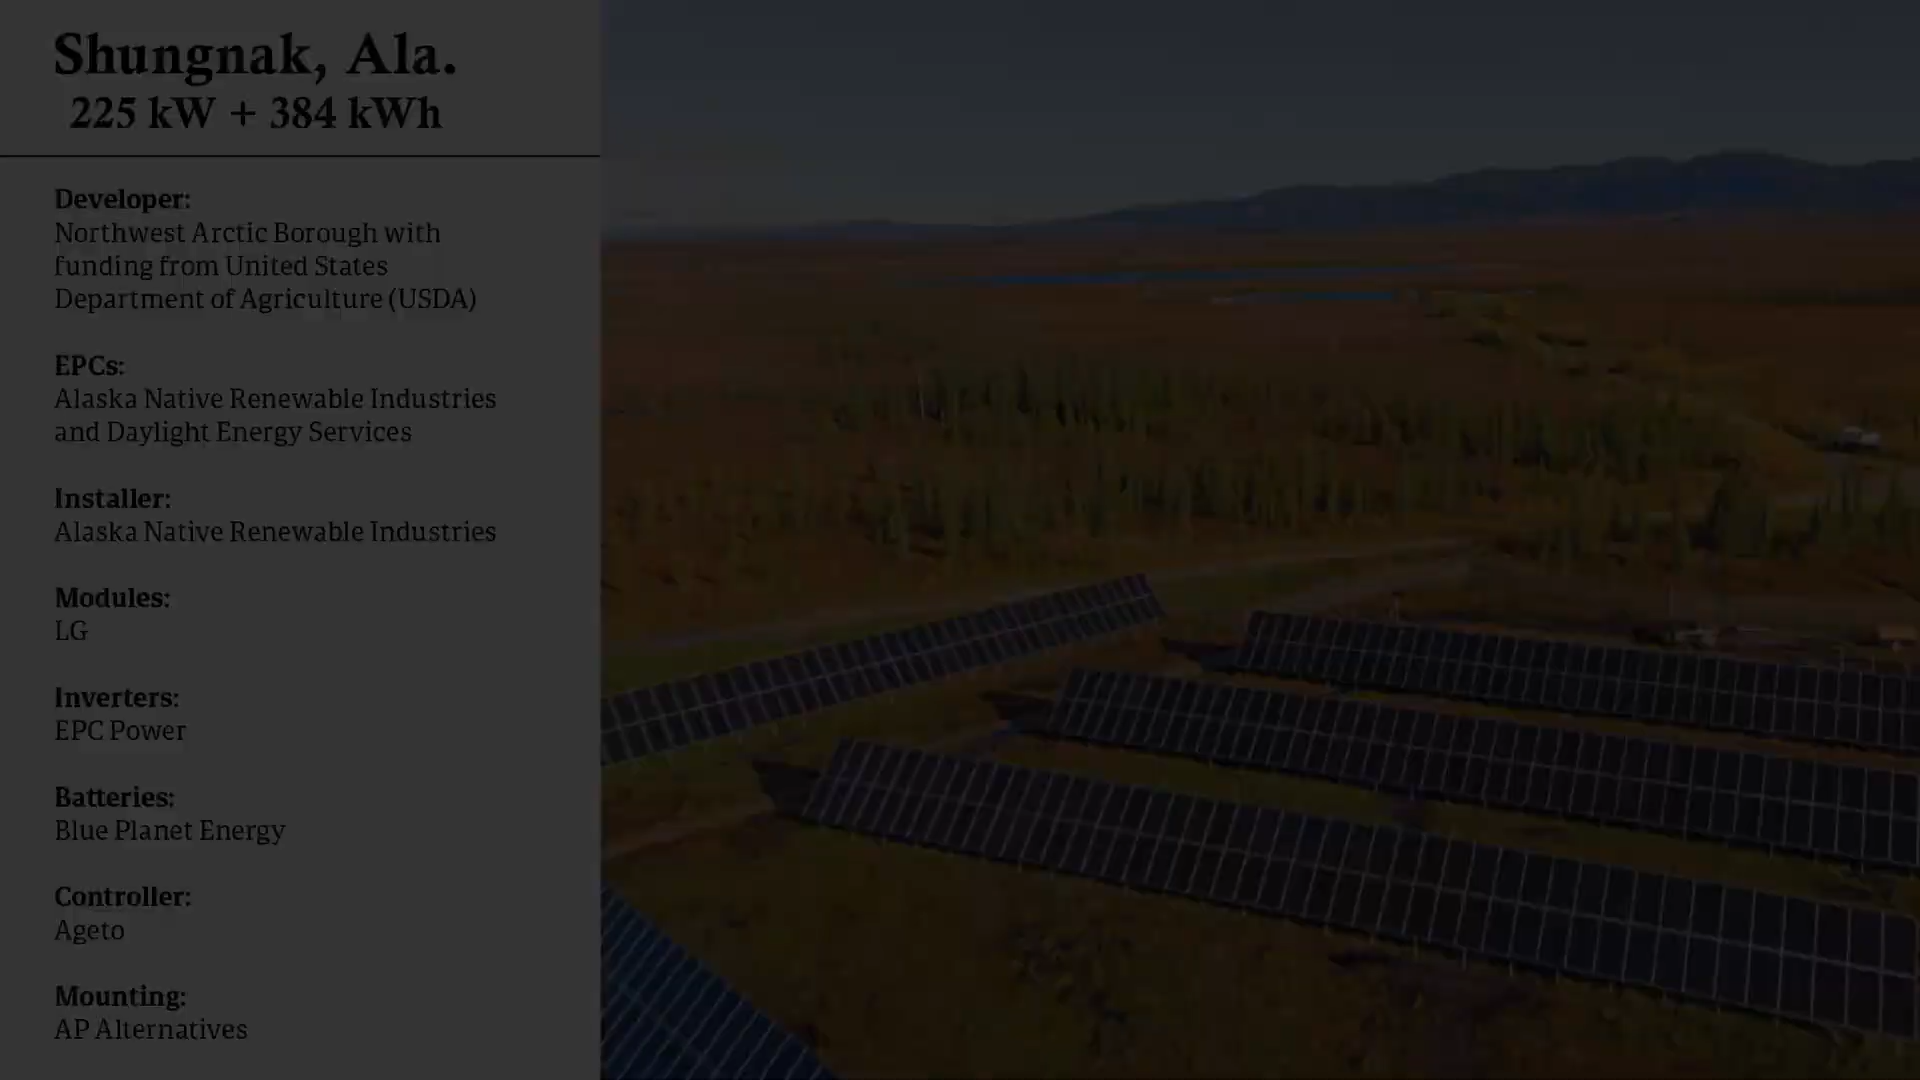 Shungnak, Ala.
225 kW + 384 kWh
Developer:
Northwest Arctic Borough with
funding from United States
Department of Agriculture (USDA)
EPCs:
Alaska Native Renewable Industries
and Daylight Energy Services
Installer:
Alaska Native Renewable Industries
Modules:
LG
Inverters:
EPC Power
Batteries:
Blue Planet Energy
Controller:
Ageto
Mounting:
AP Alternatives